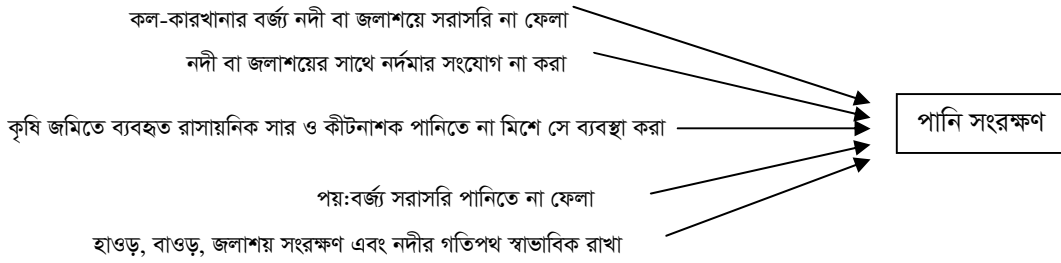 কল-কারখানার বর্জ্য নদী বা জলাশয়ে সরাসরি না ফেলা
নদী বা জলাশয়ের সাথে নর্দমার সংযোগ না করা
কৃষি জমিতে ব্যবহৃত রাসায়নিক সার ও কীটনাশক পানিতে না মিশে সে ব্যবস্থা করা
পানি সংরক্ষণ
পয়:বর্জ্য সরাসরি পানিতে না ফেলা
হাওড়, বাওড়, জলাশয় সংরক্ষণ এবং নদীর গতিপথ স্বাভাবিক রাখা